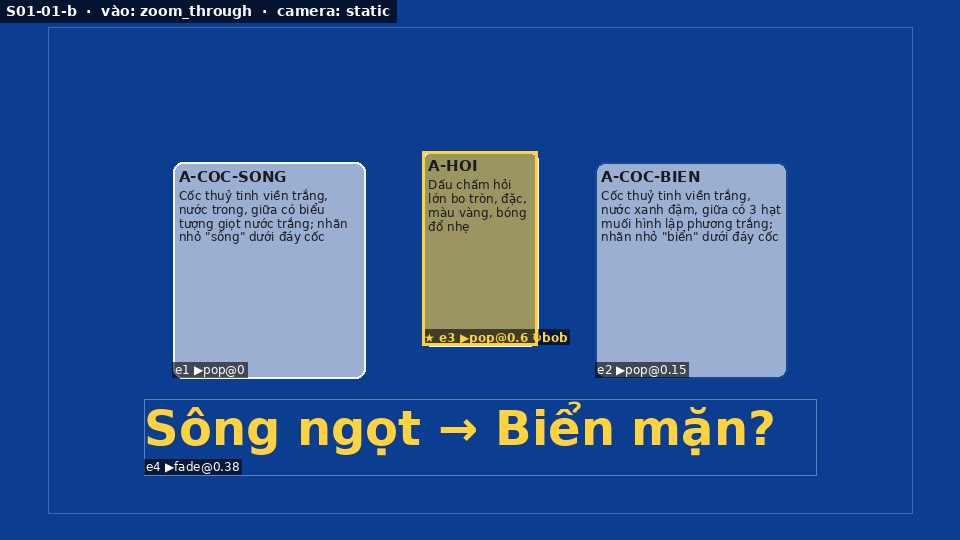 S01-01-b · vào: zoom_through · camera: static
A-COC-SONG
Cốc thuỷ tinh viền trắng,
nước trong, giữa có biểu
tượng giọt nước trắng; nhãn
nhỏ "sông" dưới đáy cốc
e1 ▶pop@0
A-HOI
Dấu chấm hỏi
lớn bo tròn, đặc,
màu vàng, bóng
đổ nhẹ
★ e3 ▶pop@0.6 ↻bob
A-COC-BIEN
Cốc thuỷ tinh viền trắng,
nước xanh đậm, giữa có 3 hạt
muối hình lập phương trắng;
nhãn nhỏ "biển" dưới đáy cốc
e2 ▶pop@0.15
Sông ngọt → Biển mặn?
e4 ▶fade@0.38